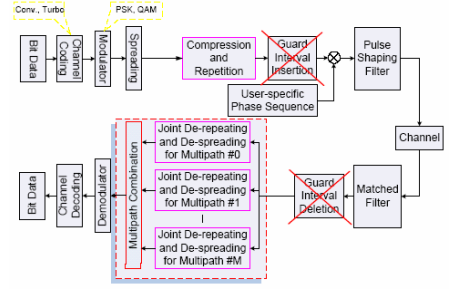 Conv., Turbo
PSK, QAM
Bit Data
Channel
Coding
Modulator
Spreading
Compression
and
Repetition
Guard
Interval
Insertion
Pulse
Shaping
Filter
User-specific
Phase Sequence
Channel
Bit Data
Channel
Decoding
Demodulator
Multipath Combination
Joint De-repeating
and De-spreading
for Multipath #0
Joint De-repeating
and De-spreading
for Multipath #1
Joint De-repeating
and De-spreading
for Multipath #M
Guard
Interval
Deletion
Matched
Filter